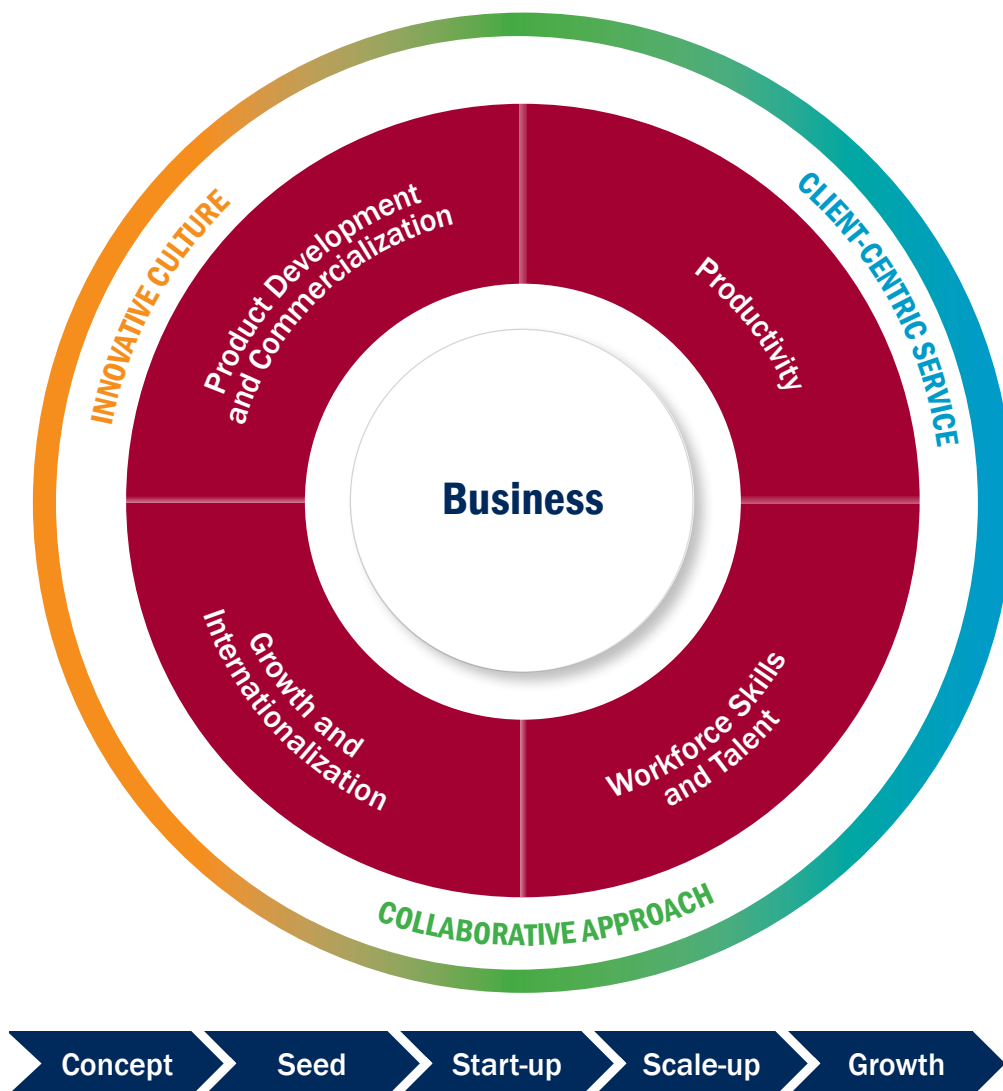 INNOVATIVE CULTURE
CLIENT-CENTRIC SERVICE
Product Development
and Commercialization
Productivity
Business
Growth and
Internationalization
Workforce Skills
and Talent
COLLABORATIVE APPROACH
Concept
Seed
Start-up
Scale-up
Growth